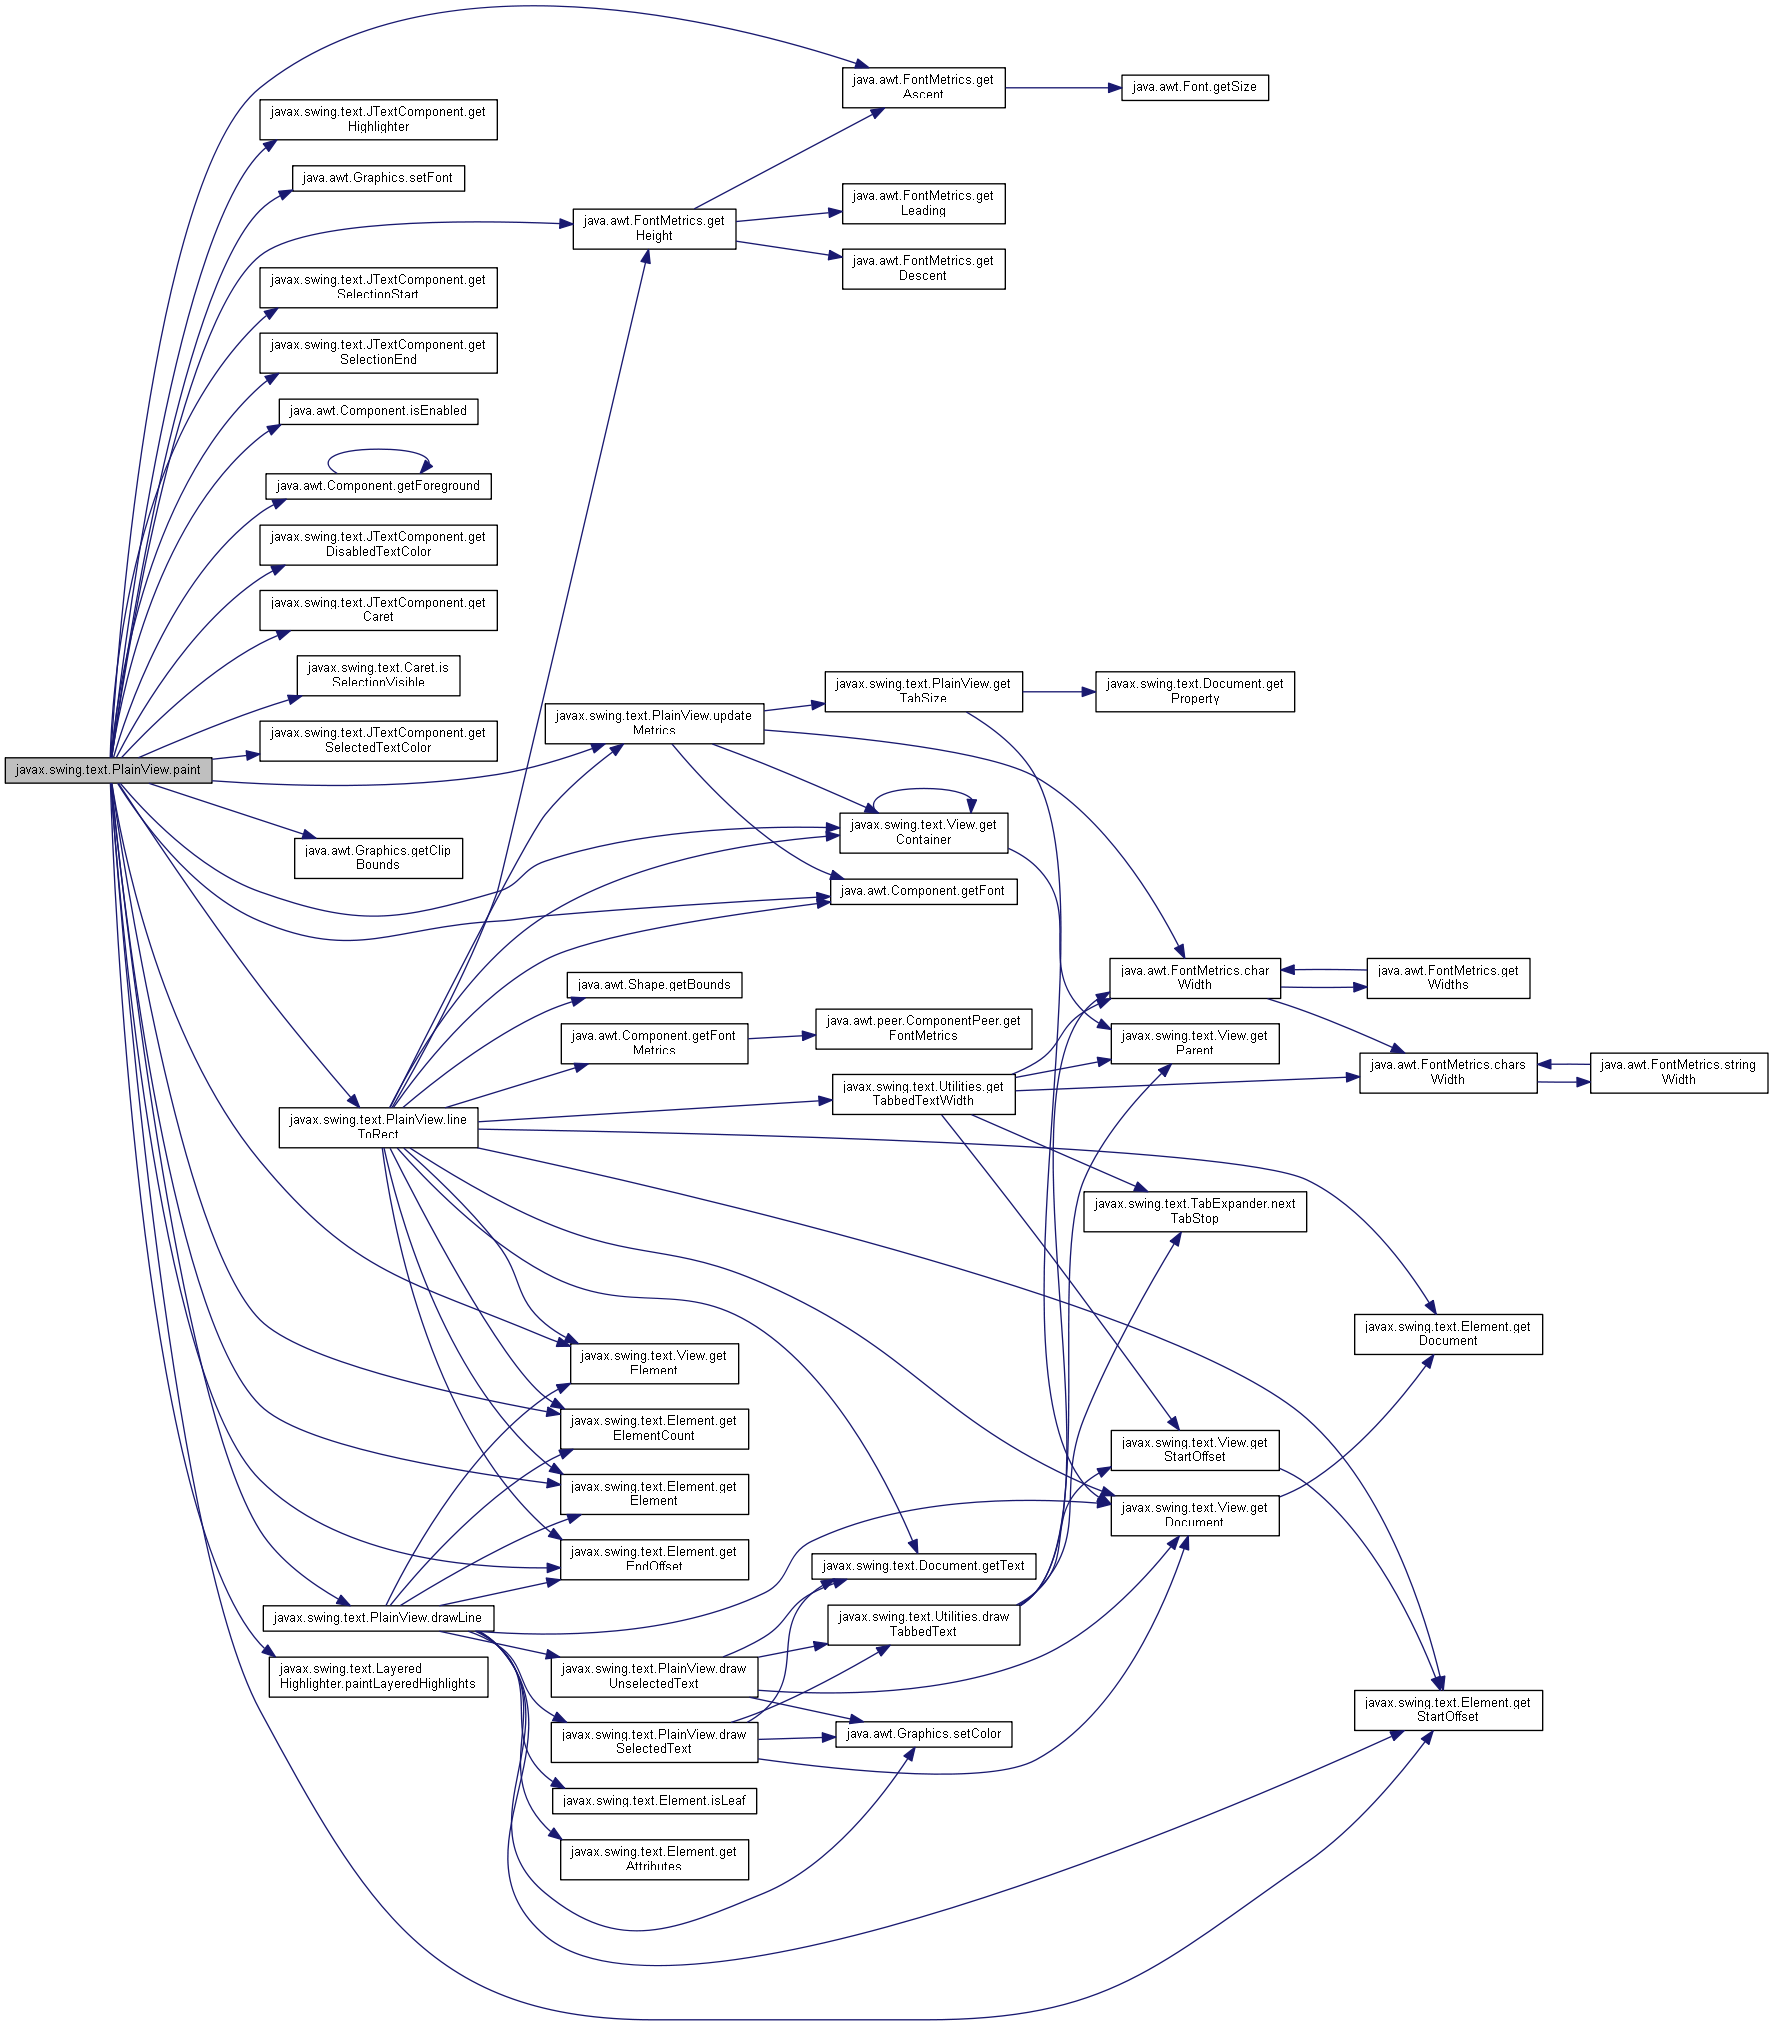 java.awt.FontMetrics.get
Ascent
java.awt.Font.getSize
javax.swing.text.JTextComponent.get
Highlighter
java.awt.Graphics.setFont
java.awt.FontMetrics.get
Leading
java.awt.FontMetrics.get
Height
java.awt.FontMetrics.get
Descent
javax.swing.text.JTextComponent.get
SelectionStart
javax.swing.text.JTextComponent.get
SelectionEnd
java.awt.Component.isEnabled
java.awt.Component.getForeground
javax.swing.text.JTextComponent.get
DisabledTextColor
javax.swing.text.JTextComponent.get
Caret
javax.swing.text.Caret.is
SelectionVisible
javax.swing.text.PlainView.get
TabSize
javax.swing.text.Document.get
Property
javax.swing.text.PlainView.update
Metrics
javax.swing.text.JTextComponent.get
SelectedTextColor
javax.swing.text.PlainView.paint
javax.swing.text.View.get
Container
java.awt.Graphics.getClip
Bounds
java.awt.Component.getFont
java.awt.FontMetrics.char
Width
java.awt.FontMetrics.get
Widths
java.awt.Shape.getBounds
java.awt.peer.ComponentPeer.get
FontMetrics
java.awt.Component.getFont
Metrics
javax.swing.text.View.get
Parent
java.awt.FontMetrics.chars
Width
java.awt.FontMetrics.string
Width
javax.swing.text.Utilities.get
TabbedTextWidth
javax.swing.text.PlainView.line
ToRect
javax.swing.text.TabExpander.next
TabStop
javax.swing.text.Element.get
Document
javax.swing.text.View.get
Element
javax.swing.text.Element.get
ElementCount
javax.swing.text.View.get
StartOffset
javax.swing.text.Element.get
Element
javax.swing.text.View.get
Document
javax.swing.text.Element.get
EndOffset
javax.swing.text.Document.getText
javax.swing.text.PlainView.drawLine
javax.swing.text.Utilities.draw
TabbedText
javax.swing.text.Layered
Highlighter.paintLayeredHighlights
javax.swing.text.PlainView.draw
UnselectedText
javax.swing.text.Element.get
StartOffset
javax.swing.text.PlainView.draw
SelectedText
java.awt.Graphics.setColor
javax.swing.text.Element.isLeaf
javax.swing.text.Element.get
Attributes